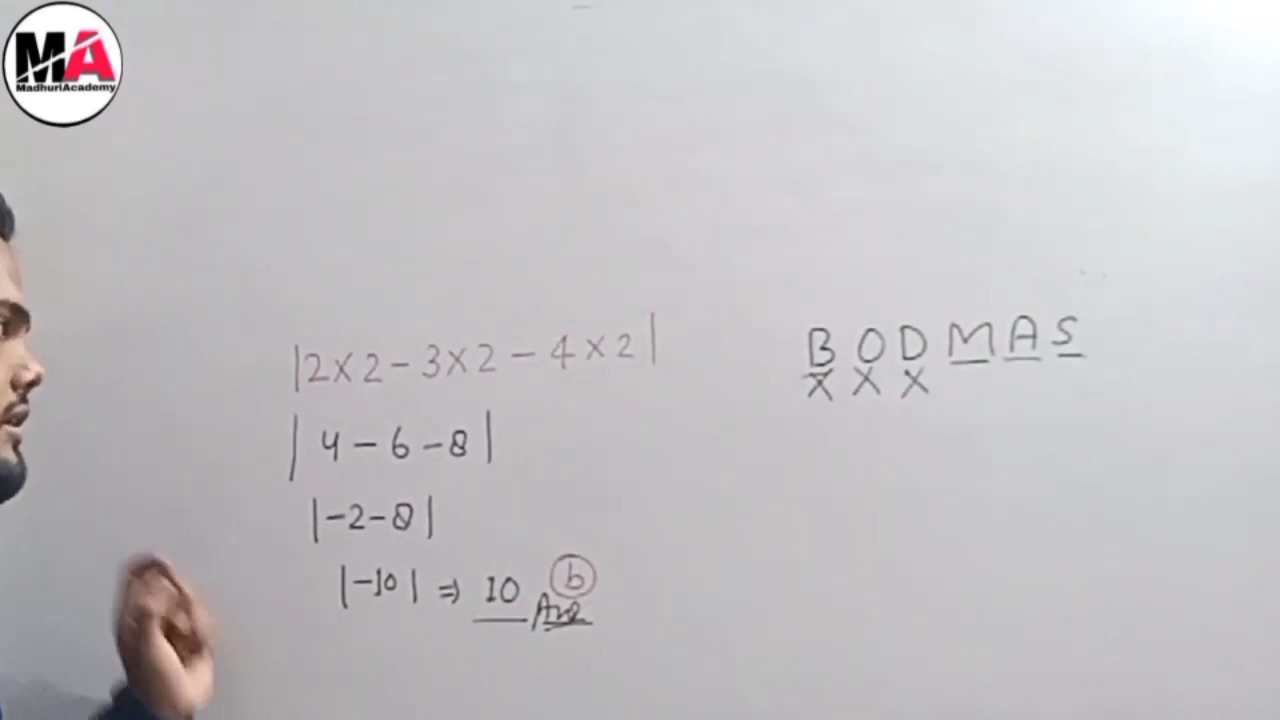 MA
MadhuriAcademy
|2×2-3×2-4×2|
|4-6-8|
|-2-8|
|-10| ⇒ 10 Ans (b)
BODMAS
× × ×